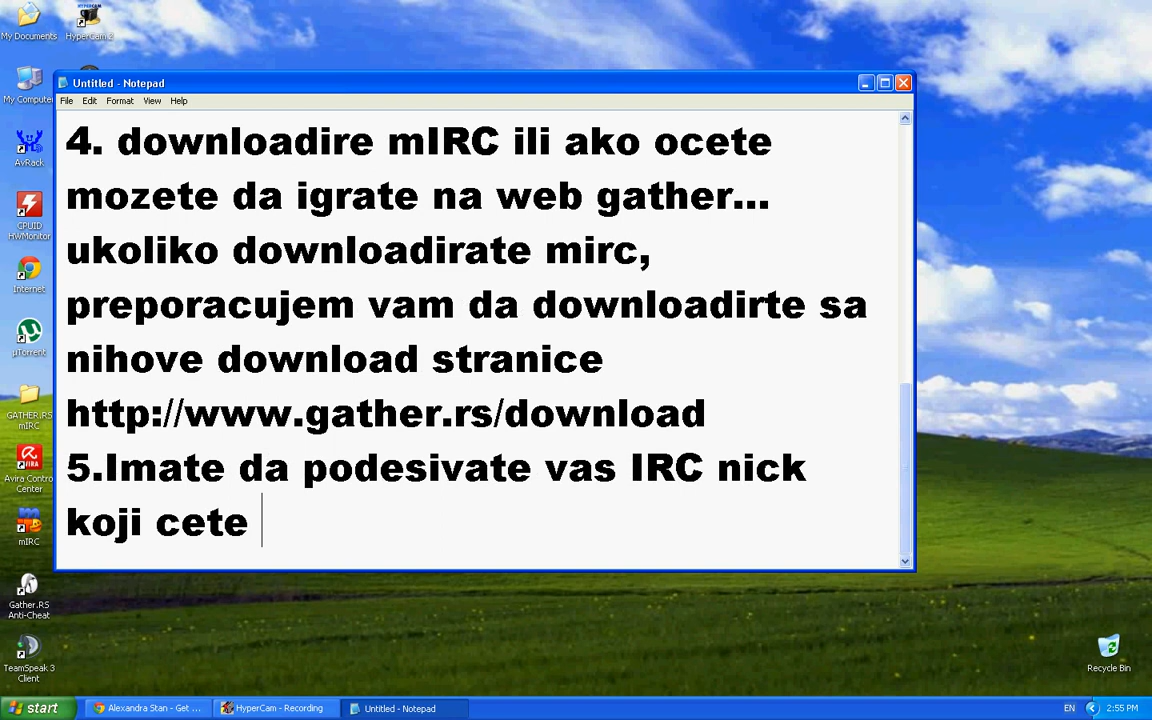 My Documents
HyperCam 2
Untitled - Notepad
File Edit Format View Help
4. downloadire mIRC ili ako ocete
mozete da igrate na web gather...
ukoliko downloadirate mirc,
preporacujem vam da downloadirte sa
nihove download stranice
http://www.gather.rs/download
5.Imate da podesivate vas IRC nick
koji cete
My Computer
AvRack
CPUID
HWMonitor
Internet
µTorrent
GATHER.RS
mIRC
Avira Control
Center
mIRC
Gather.RS
Anti-Cheat
TeamSpeak 3
Client
Recycle Bin
start
Alexandra Stan - Get ...
HyperCam - Recording
Untitled - Notepad
EN
2:55 PM